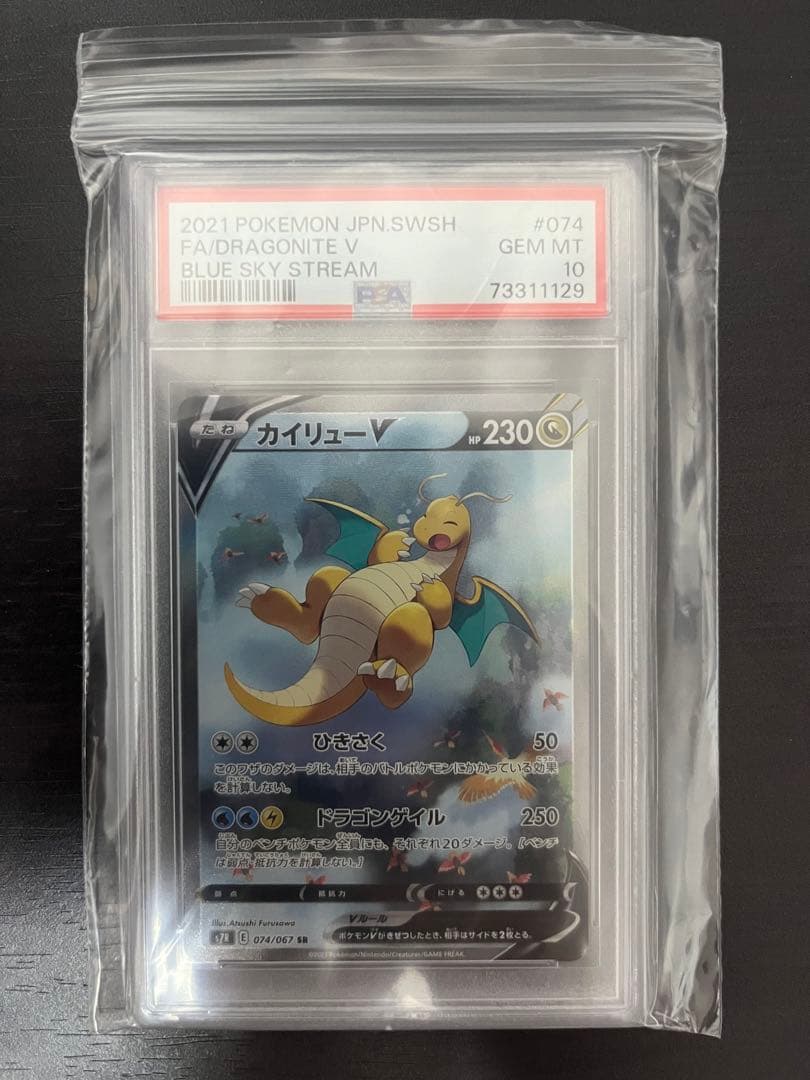 2021 POKEMON JPN.SWSH #074
FA/DRAGONITE V GEM MT
BLUE SKY STREAM 10
PSA 73311129
たね カイリューV HP 230
ひきさく 50
このワザのダメージは、相手のバトルポケモンにかかっている効果
を計算しない。
ドラゴンゲイル 250
自分のベンチポケモン全員にも、それぞれ20ダメージ。[ベンチ
は弱点・抵抗力を計算しない。]
弱点 抵抗力 にげる
Illus. Atsushi Furusawa
Vルール
S7R E 074/067 SR
ポケモンVがきぜつしたとき、相手はサイドを2枚とる。
©2021 Pokémon/Nintendo/Creatures/GAME FREAK.